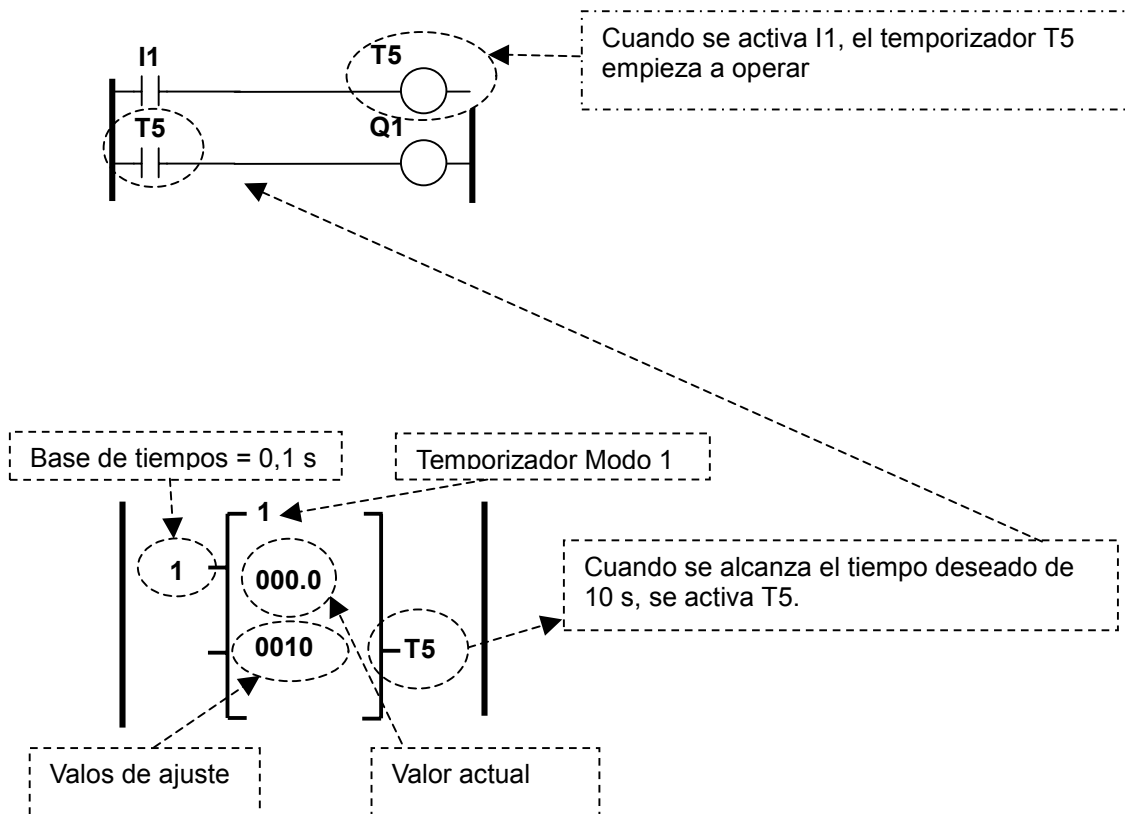 Cuando se activa I1, el temporizador T5
empieza a operar
I1
T5
T5
Q1
Base de tiempos = 0,1 s
Temporizador Modo 1
1
1
000.0
0010
T5
Cuando se alcanza el tiempo deseado de
10 s, se activa T5.
Valos de ajuste
Valor actual